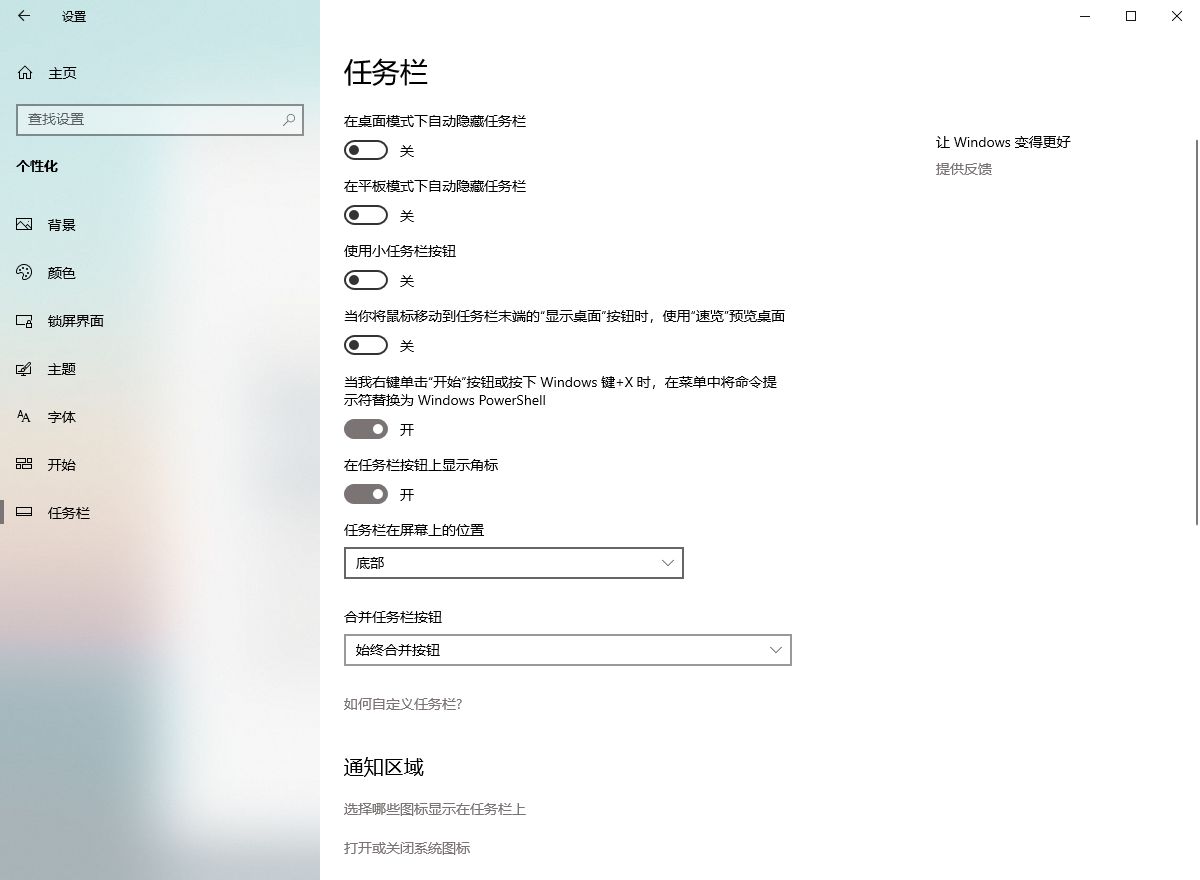 设置
主页
查找设置
个性化
背景
颜色
锁屏界面
主题
字体
开始
任务栏
任务栏
在桌面模式下自动隐藏任务栏
关
在平板模式下自动隐藏任务栏
关
使用小任务栏按钮
关
当你将鼠标移动到任务栏末端的“显示桌面”按钮时，使用“速览”预览桌面
关
当我右键单击“开始”按钮或按下 Windows 键+X 时，在菜单中将命令提
示符替换为 Windows PowerShell
开
在任务栏按钮上显示角标
开
任务栏在屏幕上的位置
底部
合并任务栏按钮
始终合并按钮
如何自定义任务栏?
通知区域
选择哪些图标显示在任务栏上
打开或关闭系统图标
让 Windows 变得更好
提供反馈